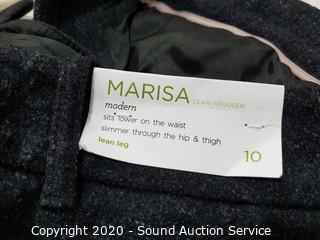 MARISA LEAN TROUSER
modern
sits lower on the waist
slimmer through the hip & thigh
lean leg 10
Copyright 2020 - Sound Auction Service